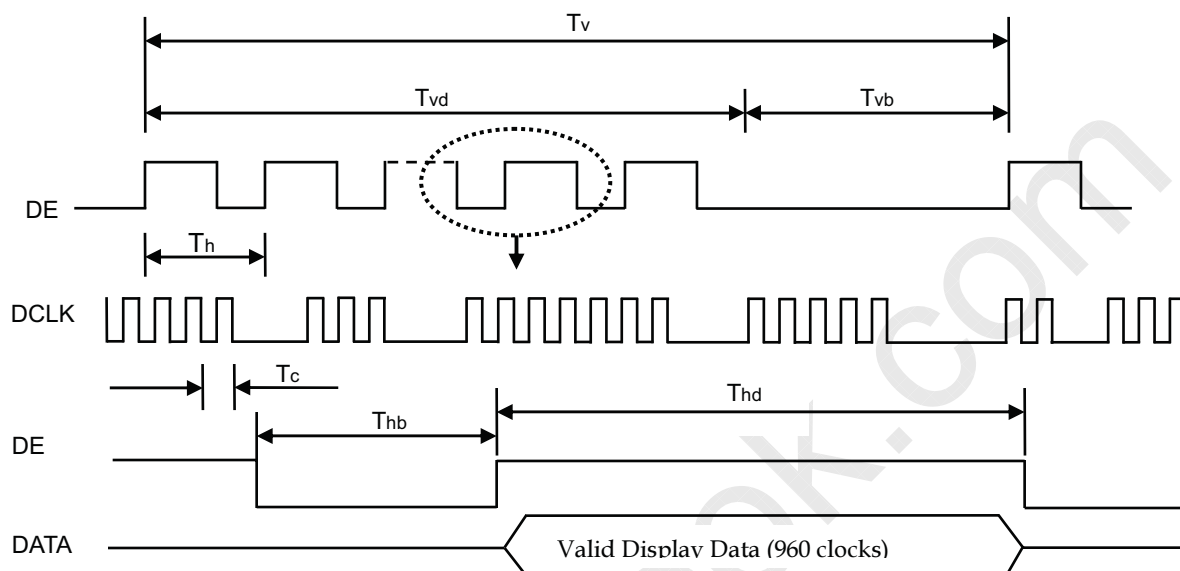 Tv
Tvd
Tvb
DE
Th
DCLK
Tc
Thd
Thb
DE
DATA
Valid Display Data (960 clocks)